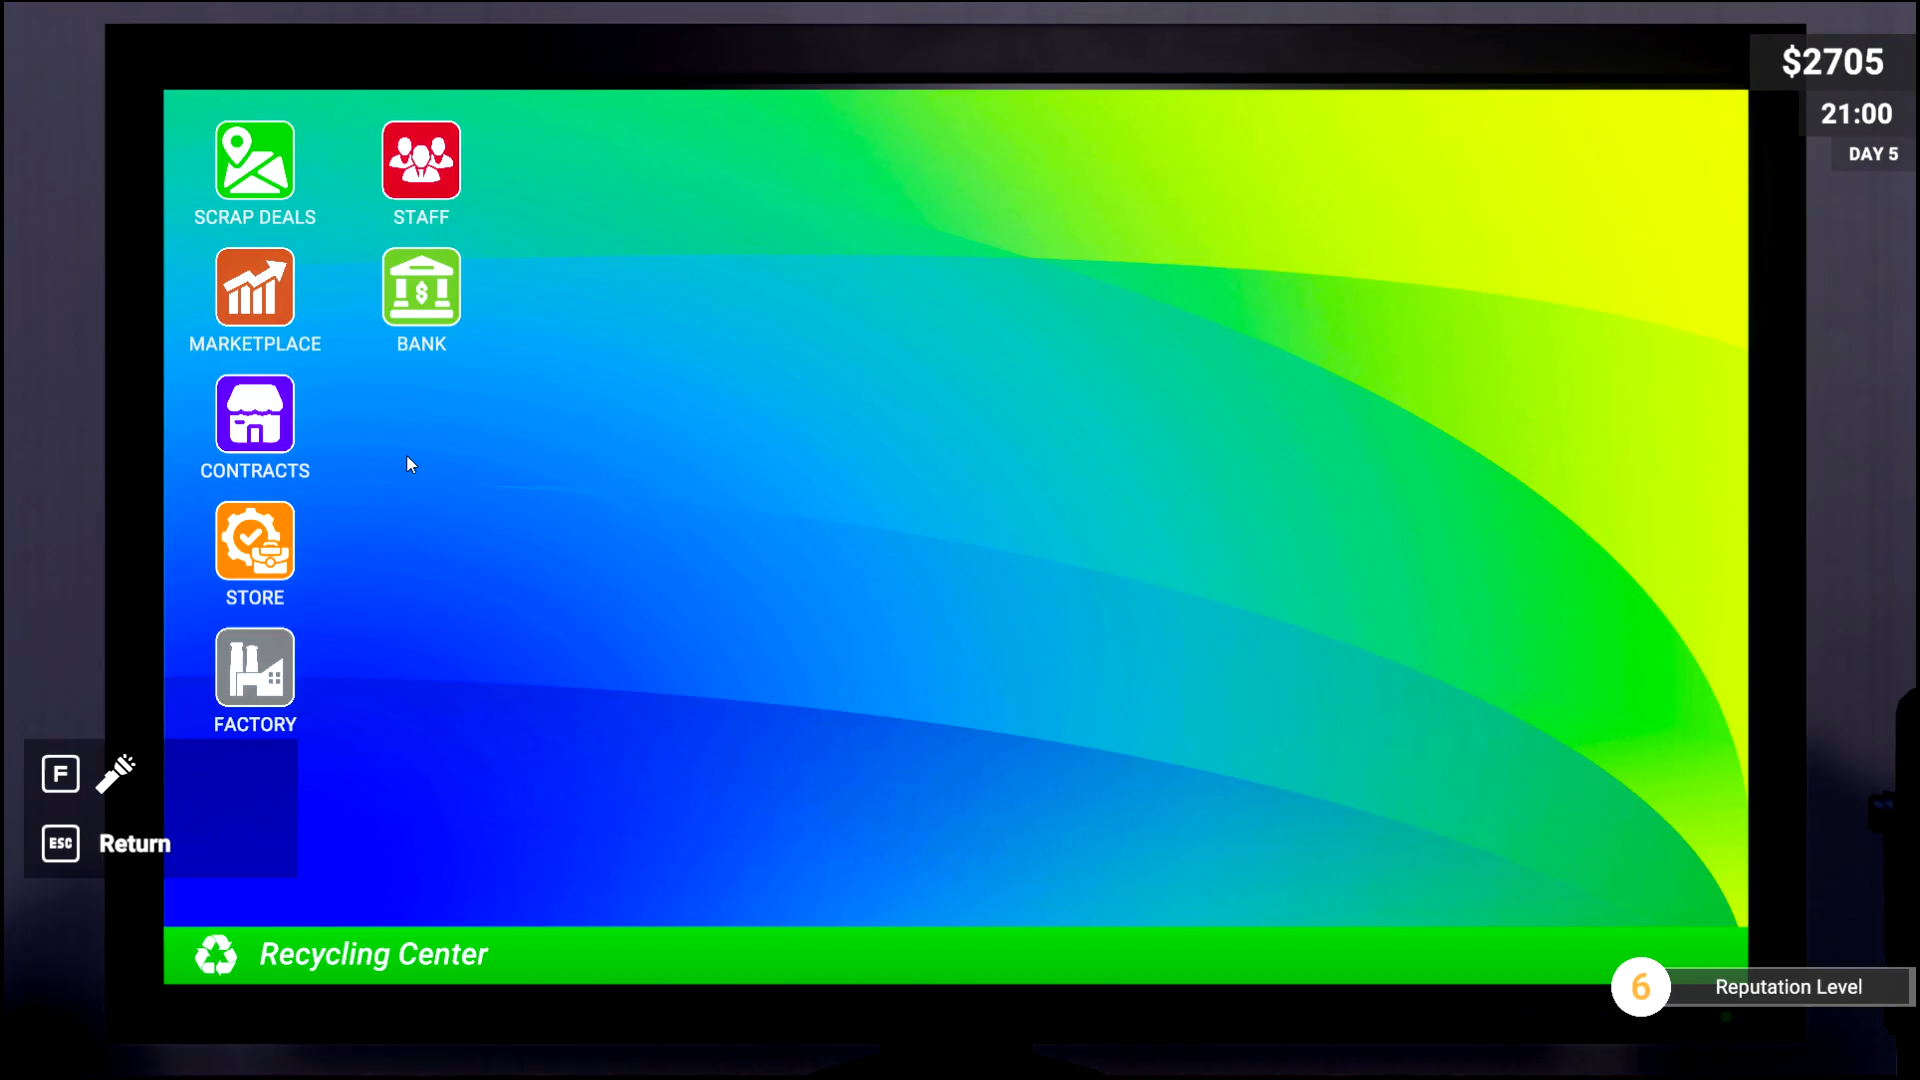 $2705
21:00
DAY 5
SCRAP DEALS
STAFF
MARKETPLACE
BANK
CONTRACTS
STORE
FACTORY
F
ESC Return
Recycling Center
6 Reputation Level